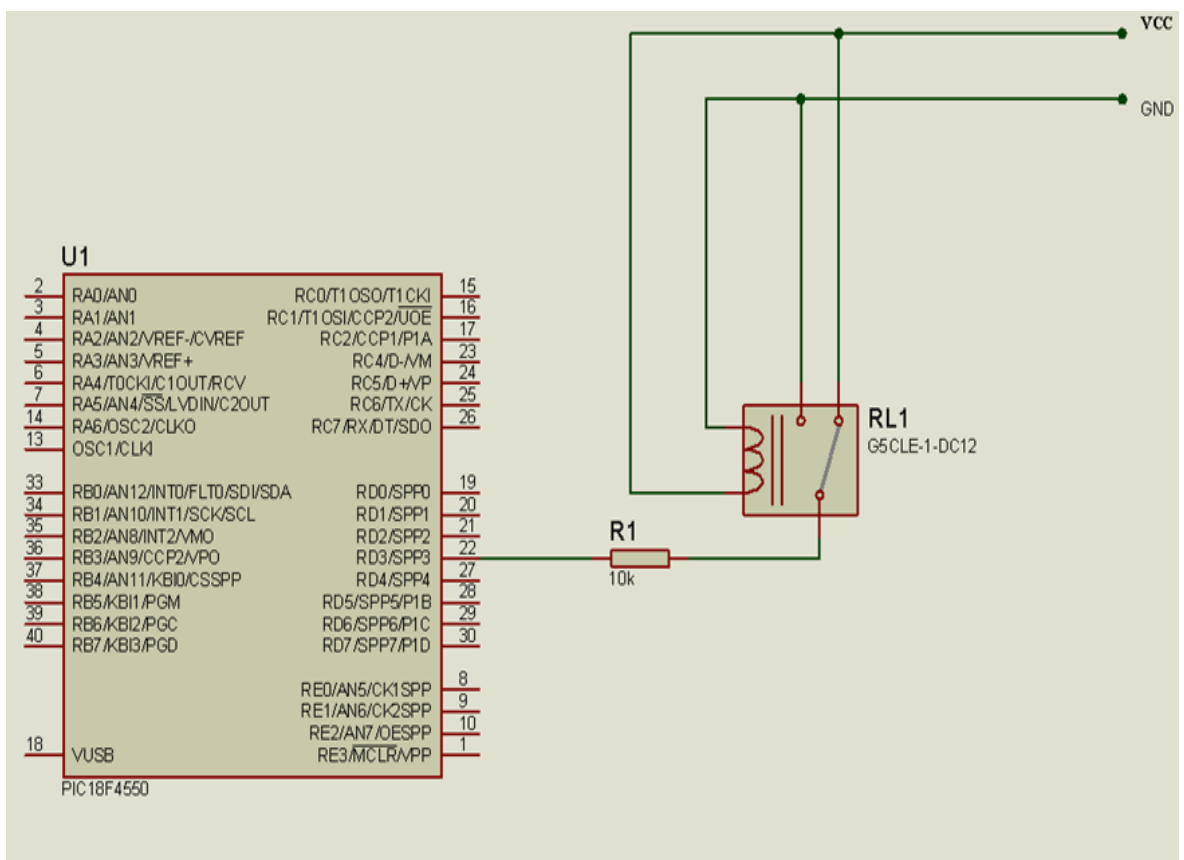 VCC
GND
U1
2 RA0/AN0
3 RA1/AN1
4 RA2/AN2/VREF-/CVREF
5 RA3/AN3/VREF+
6 RA4/T0CKI/C1OUT/RCV
7 RA5/AN4/SS/LVDIN/C2OUT
14 RA6/OSC2/CLKO
13 OSC1/CLKI
33 RB0/AN12/INT0/FLT0/SDI/SDA
34 RB1/AN10/INT1/SCK/SCL
35 RB2/AN8/INT2/VMO
36 RB3/AN9/CCP2/VPO
37 RB4/AN11/KBI0/CSSPP
38 RB5/KBI1/PGM
39 RB6/KBI2/PGC
40 RB7/KBI3/PGD
18 VUSB
RC0/T1OSO/T1CKI 15
RC1/T1OSI/CCP2/UOE 16
RC2/CCP1/P1A 17
RC4/D-/VM 23
RC5/D+/VP 24
RC6/TX/CK 25
RC7/RX/DT/SDO 26
RD0/SPP0 19
RD1/SPP1 20
RD2/SPP2 21
RD3/SPP3 22
RD4/SPP4 27
RD5/SPP5/P1B 28
RD6/SPP6/P1C 29
RD7/SPP7/P1D 30
RE0/AN5/CK1SPP 8
RE1/AN6/CK2SPP 9
RE2/AN7/OESPP 10
RE3/MCLR/VPP 1
PIC18F4550
R1
10k
RL1
G5CLE-1-DC12